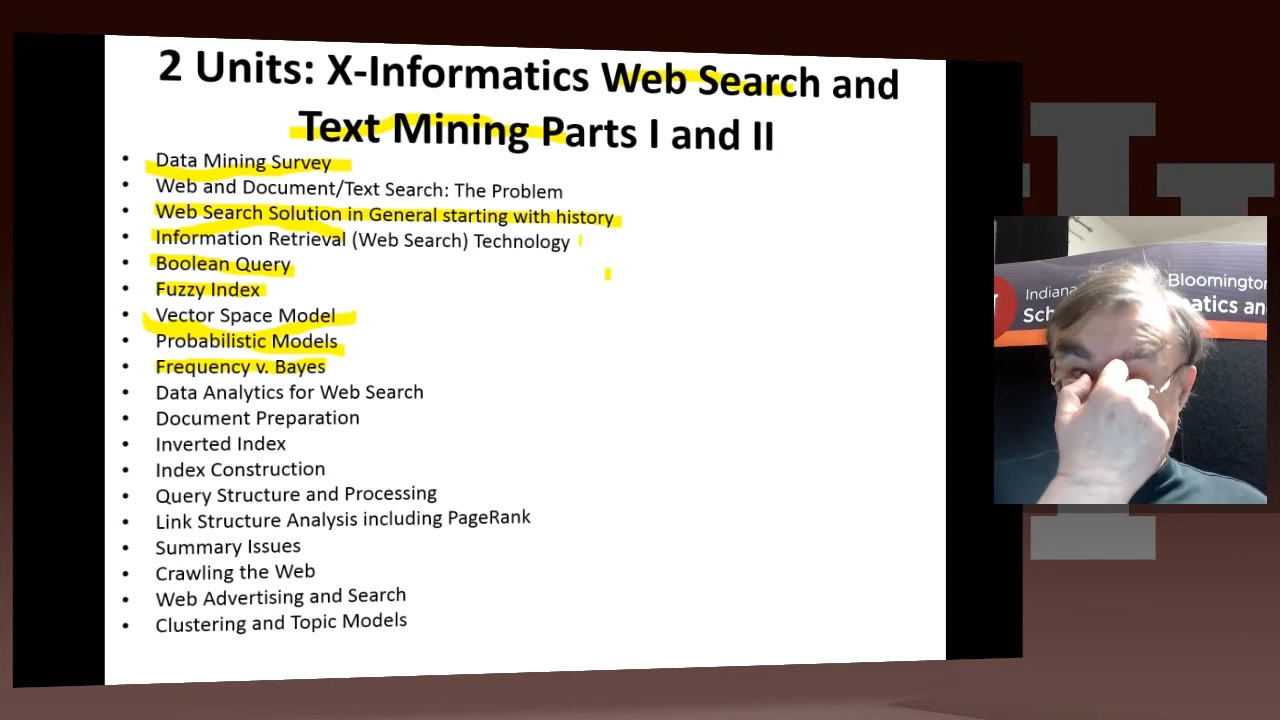 2 Units: X-Informatics Web Search and
Text Mining Parts I and II
• Data Mining Survey
• Web and Document/Text Search: The Problem
• Web Search Solution in General starting with history
• Information Retrieval (Web Search) Technology
• Boolean Query
• Fuzzy Index
• Vector Space Model
• Probabilistic Models
• Frequency v. Bayes
• Data Analytics for Web Search
• Document Preparation
• Inverted Index
• Index Construction
• Query Structure and Processing
• Link Structure Analysis including PageRank
• Summary Issues
• Crawling the Web
• Web Advertising and Search
• Clustering and Topic Models
Bloomington